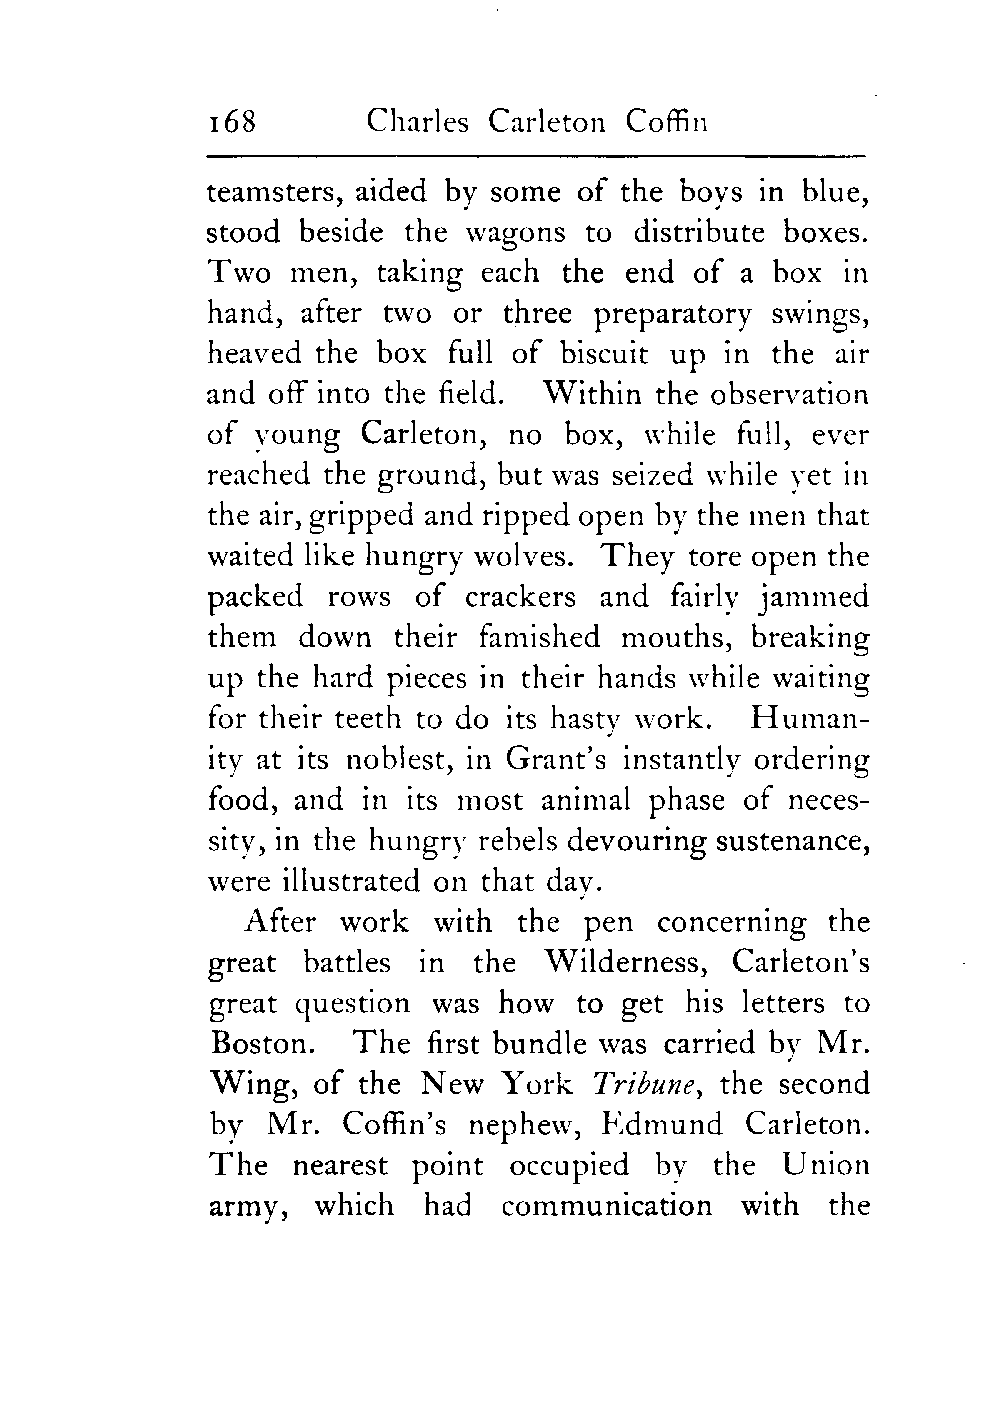 168 Charles Carleton Coffin
teamsters, aided by some of the boys in blue,
stood beside the wagons to distribute boxes.
Two men, taking each the end of a box in
hand, after two or three preparatory swings,
heaved the box full of biscuit up in the air
and off into the field. Within the observation
of young Carleton, no box, while full, ever
reached the ground, but was seized while yet in
the air, gripped and ripped open by the men that
waited like hungry wolves. They tore open the
packed rows of crackers and fairly jammed
them down their famished mouths, breaking
up the hard pieces in their hands while waiting
for their teeth to do its hasty work. Human-
ity at its noblest, in Grant's instantly ordering
food, and in its most animal phase of neces-
sity, in the hungry rebels devouring sustenance,
were illustrated on that day.
After work with the pen concerning the
great battles in the Wilderness, Carleton's
great question was how to get his letters to
Boston. The first bundle was carried by Mr.
Wing, of the New York Tribune, the second
by Mr. Coffin's nephew, Edmund Carleton.
The nearest point occupied by the Union
army, which had communication with the